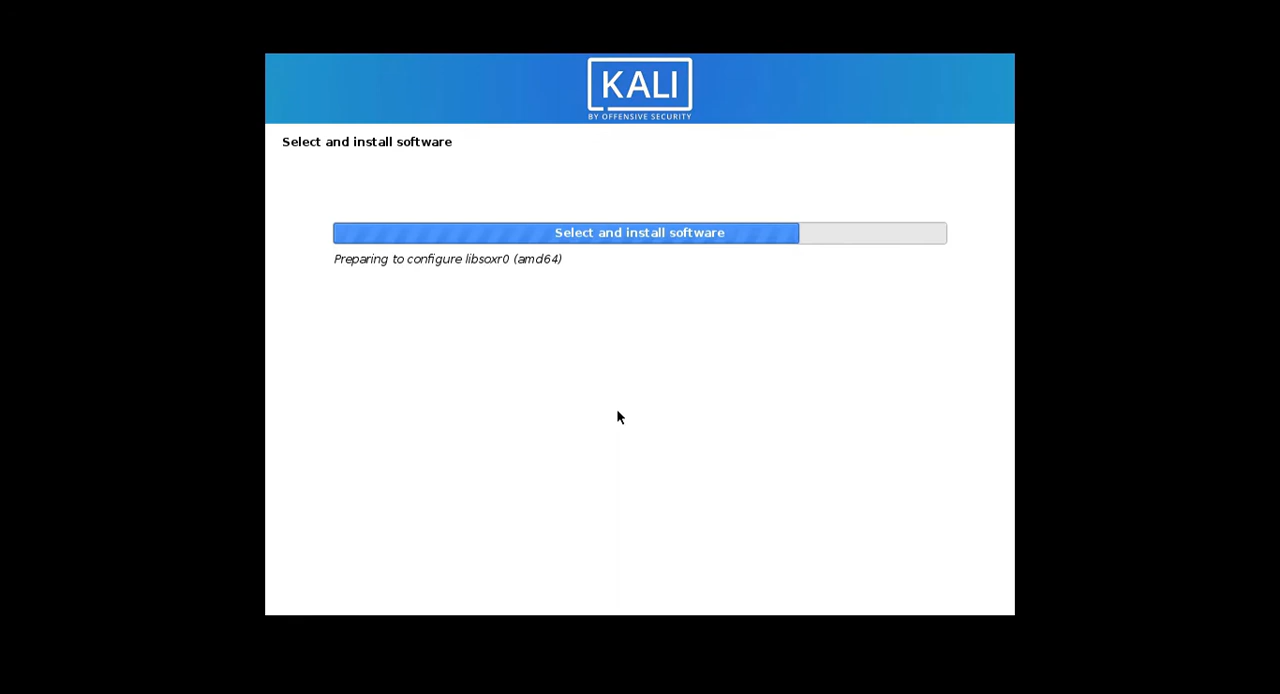 KALI
BY OFFENSIVE SECURITY
Select and install software
Select and install software
Preparing to configure libsoxr0 (amd64)